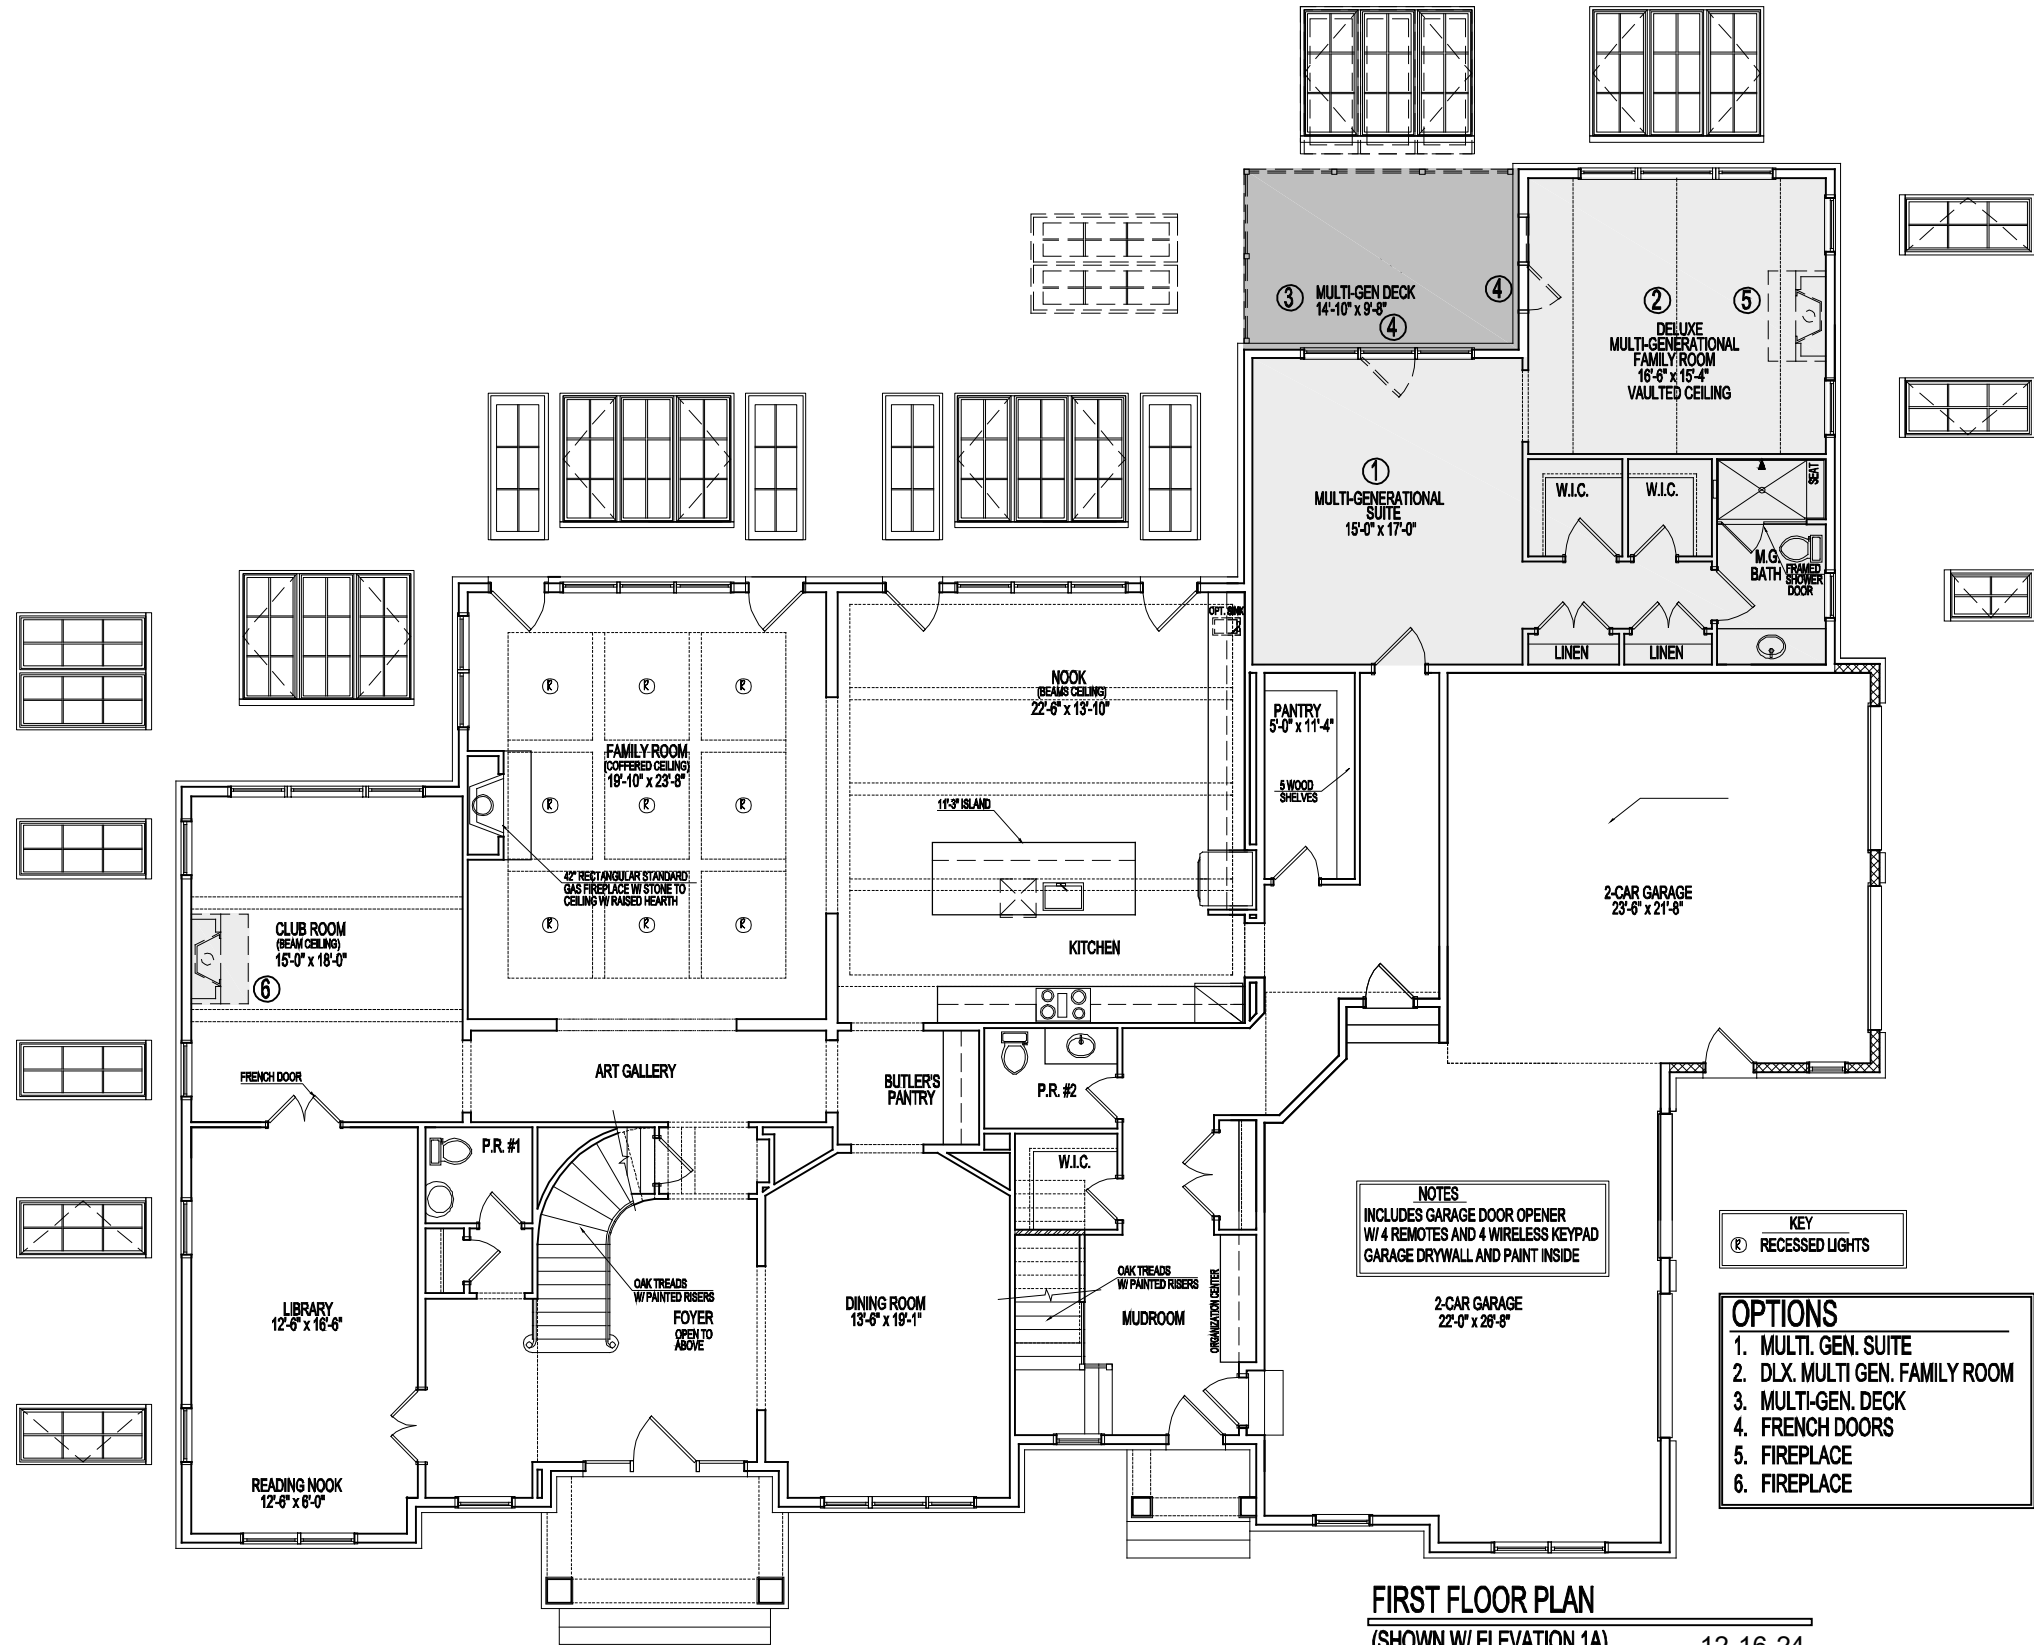 3
MULTI-GEN DECK
14'-10" x 9'-8"
4
4
2
5
DELUXE
MULTI-GENERATIONAL
FAMILY ROOM
16'-6" x 15'-4"
VAULTED CEILING
1
MULTI-GENERATIONAL
SUITE
15'-0" x 17'-0"
W.I.C.
W.I.C.
SEAT
M.G.
BATH
FRAMED
SHOWER
DOOR
LINEN
LINEN
OPT. SINK
NOOK
(BEAMS CEILING)
22'-6" x 13'-10"
PANTRY
5'-0" x 11'-4"
5 WOOD
SHELVES
R R R
FAMILY ROOM
(COFFERED CEILING)
19'-10" x 23'-8"
R R R
11'-3" ISLAND
42" RECTANGULAR STANDARD
GAS FIREPLACE W/ STONE TO
CEILING W/ RAISED HEARTH
R R R
2-CAR GARAGE
23'-6" x 21'-8"
CLUB ROOM
(BEAM CEILING)
15'-0" x 18'-0"
6
KITCHEN
FRENCH DOOR
ART GALLERY
BUTLER'S
PANTRY
P.R. #2
P.R. #1
W.I.C.
NOTES
INCLUDES GARAGE DOOR OPENER
W/ 4 REMOTES AND 4 WIRELESS KEYPAD
GARAGE DRYWALL AND PAINT INSIDE
KEY
R RECESSED LIGHTS
OAK TREADS
W/ PAINTED RISERS
OAK TREADS
W/ PAINTED RISERS
LIBRARY
12'-6" x 16'-6"
FOYER
OPEN TO
ABOVE
DINING ROOM
13'-6" x 19'-1"
MUDROOM
ORGANIZATION CENTER
2-CAR GARAGE
22'-0" x 26'-8"
OPTIONS
1. MULTI. GEN. SUITE
2. DLX. MULTI GEN. FAMILY ROOM
3. MULTI-GEN. DECK
4. FRENCH DOORS
5. FIREPLACE
6. FIREPLACE
READING NOOK
12'-6" x 6'-0"
FIRST FLOOR PLAN
(SHOWN W/ ELEVATION 1A) 12-16-24